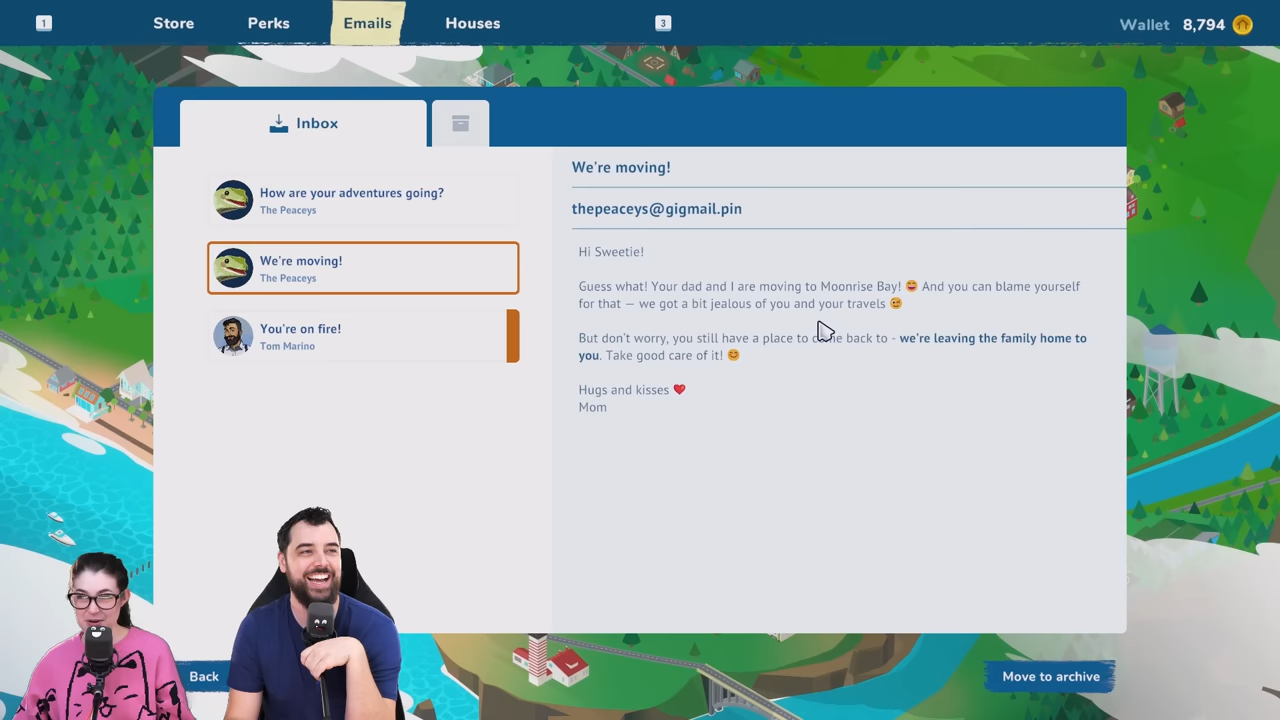 1
Store
Perks
Emails
Houses
3
Wallet 8,794
Inbox
How are your adventures going?
The Peaceys
We're moving!
The Peaceys
You're on fire!
Tom Marino
We're moving!
thepeaceys@gigmail.pin
Hi Sweetie!
Guess what! Your dad and I are moving to Moonrise Bay! 😄 And you can blame yourself
for that — we got a bit jealous of you and your travels 😉
But don't worry, you still have a place to come back to - we're leaving the family home to
you. Take good care of it! 😊
Hugs and kisses ❤️
Mom
Back
Move to archive